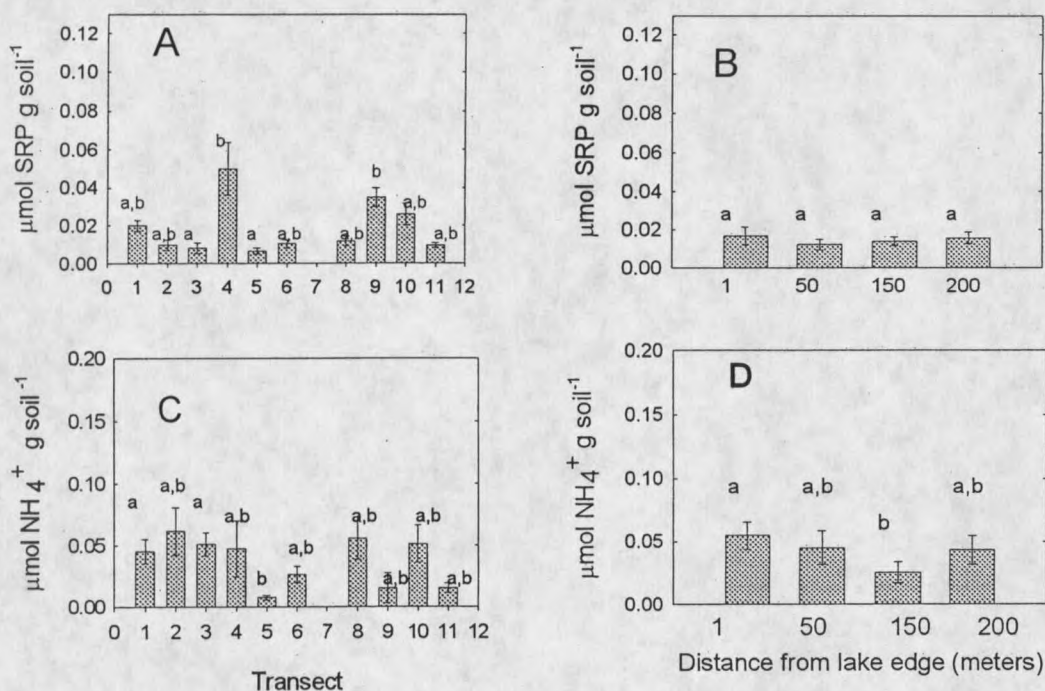 A
µmol SRP g soil⁻¹
0.12
0.10
0.08
0.06
0.04
0.02
0.00
a,b
a,b
a
b
a
a,b
a,b
b
a,b
a,b
0 1 2 3 4 5 6 7 8 9 10 11 12
B
µmol SRP g soil⁻¹
0.12
0.10
0.08
0.06
0.04
0.02
0.00
a a a a
1 50 150 200
C
µmol NH₄⁺ g soil⁻¹
0.20
0.15
0.10
0.05
0.00
a
a,b
a
a,b
b
a,b
a,b
a,b
a,b
a,b
0 1 2 3 4 5 6 7 8 9 10 11 12
Transect
D
µmol NH₄⁺ g soil⁻¹
0.20
0.15
0.10
0.05
0.00
a a,b b a,b
1 50 150 200
Distance from lake edge (meters)